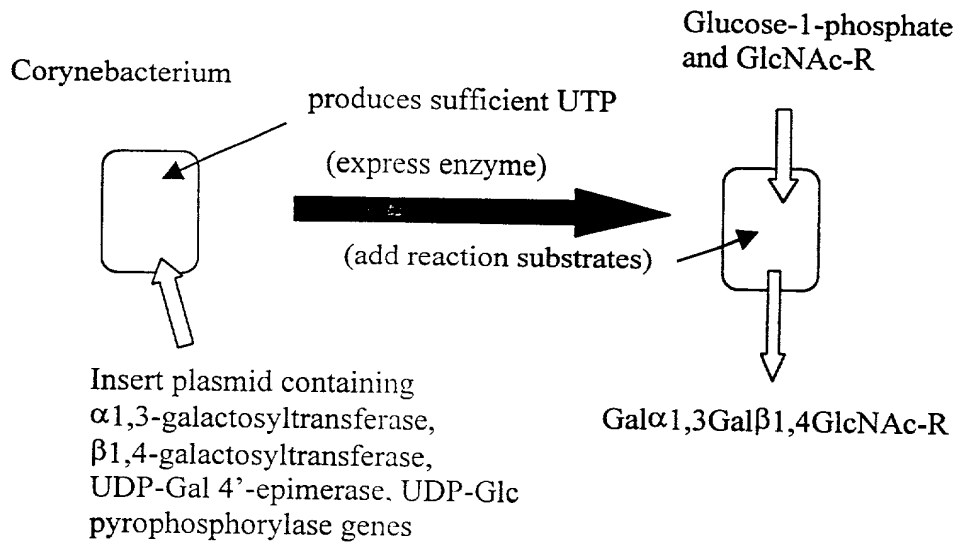 Corynebacterium
produces sufficient UTP
(express enzyme)
(add reaction substrates)
Insert plasmid containing
α1,3-galactosyltransferase,
β1,4-galactosyltransferase,
UDP-Gal 4’-epimerase. UDP-Glc
pyrophosphorylase genes
Glucose-1-phosphate
and GlcNAc-R
Galα1,3Galβ1,4GlcNAc-R